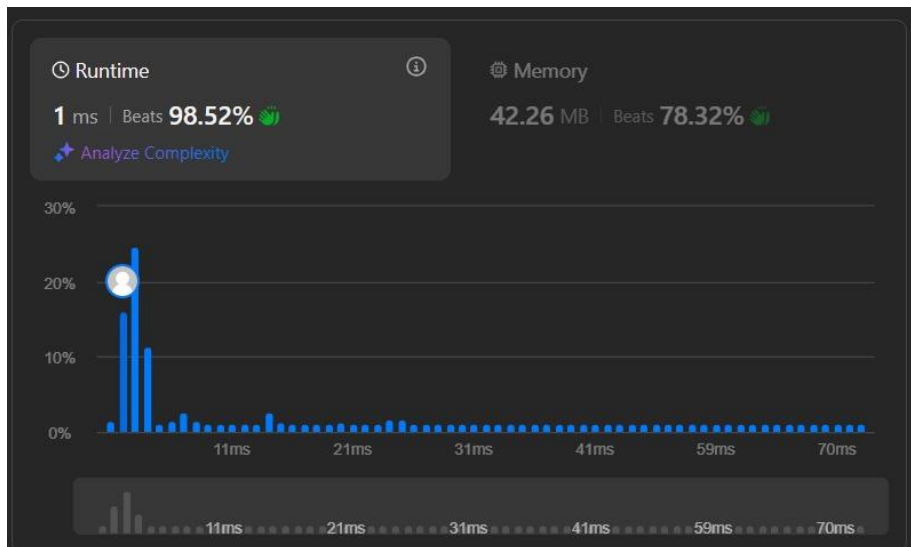 Runtime
1 ms | Beats 98.52%
Analyze Complexity
Memory
42.26 MB | Beats 78.32%
30%
20%
10%
0%
11ms 21ms 31ms 41ms 59ms 70ms
11ms 21ms 31ms 41ms 59ms 70ms